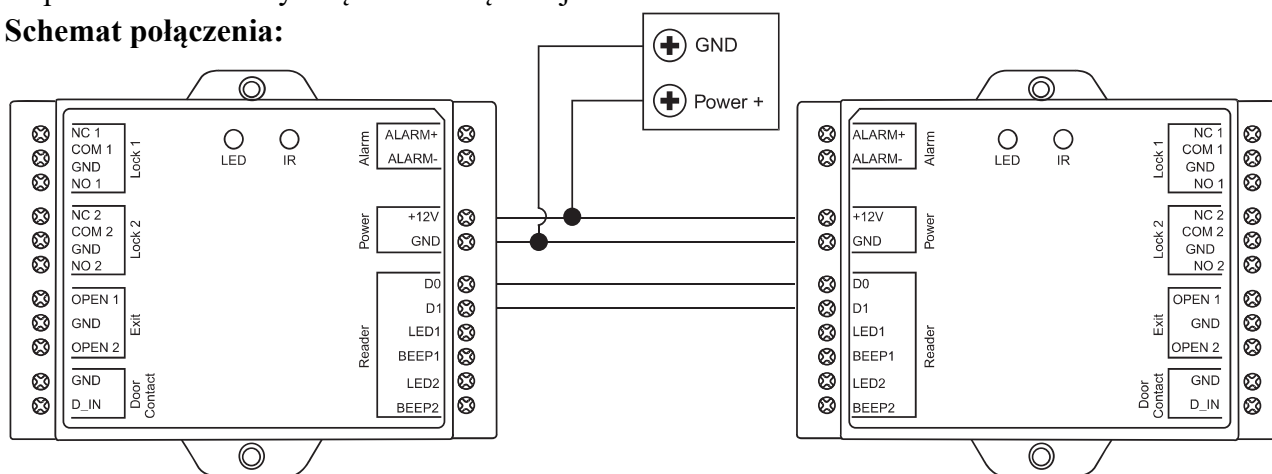 Schemat połączenia:
GND
Power +
NC 1
COM 1
GND
NO 1
Lock 1
NC 2
COM 2
GND
NO 2
Lock 2
OPEN 1
GND
OPEN 2
Exit
GND
D_IN
Door
Contact
LED
IR
ALARM+
ALARM-
Alarm
+12V
GND
Power
D0
D1
LED1
BEEP1
LED2
BEEP2
Reader
ALARM+
ALARM-
Alarm
+12V
GND
Power
D0
D1
LED1
BEEP1
LED2
BEEP2
Reader
LED
IR
NC 1
COM 1
GND
NO 1
Lock 1
NC 2
COM 2
GND
NO 2
Lock 2
OPEN 1
GND
OPEN 2
Exit
GND
D_IN
Door
Contact